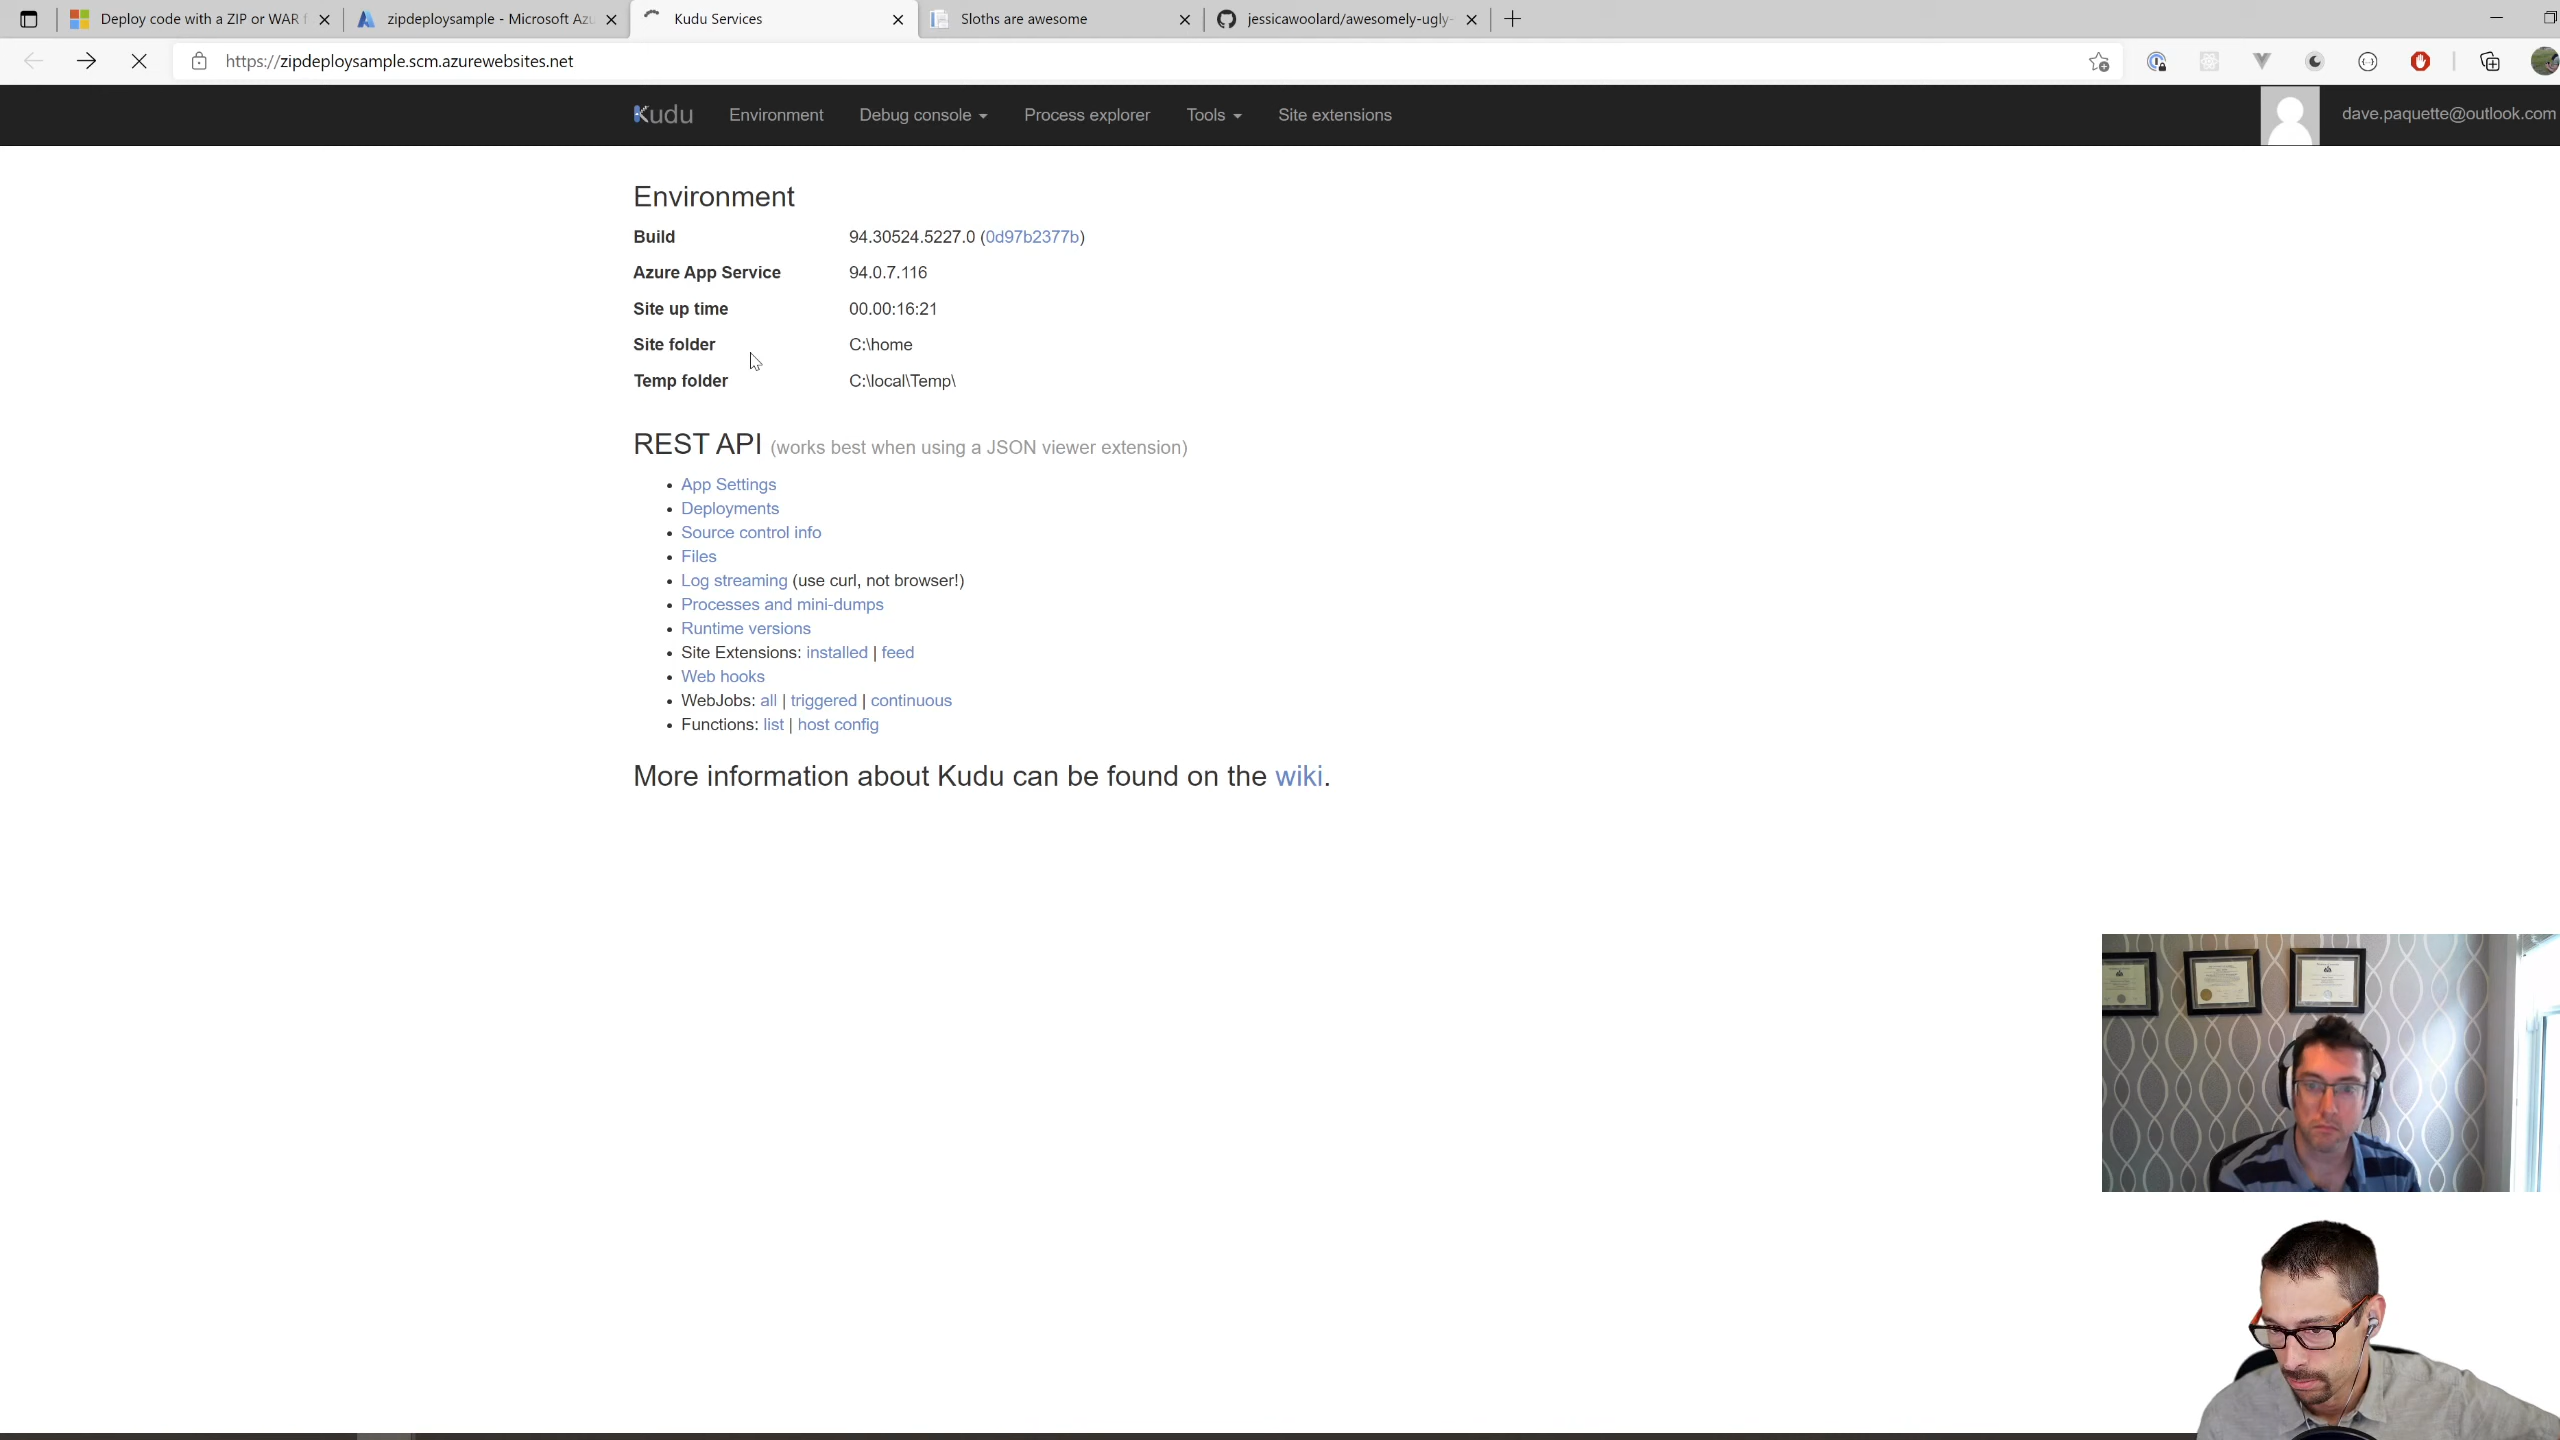 Deploy code with a ZIP or WAR f
zipdeploysample - Microsoft Azu
Kudu Services
Sloths are awesome
jessicawoolard/awesomely-ugly-
https://zipdeploysample.scm.azurewebsites.net
Kudu
Environment
Debug console
Process explorer
Tools
Site extensions
dave.paquette@outlook.com
Environment
Build 94.30524.5227.0 (0d97b2377b)
Azure App Service 94.0.7.116
Site up time 00.00:16:21
Site folder C:\home
Temp folder C:\local\Temp\
REST API (works best when using a JSON viewer extension)
• App Settings
• Deployments
• Source control info
• Files
• Log streaming (use curl, not browser!)
• Processes and mini-dumps
• Runtime versions
• Site Extensions: installed | feed
• Web hooks
• WebJobs: all | triggered | continuous
• Functions: list | host config
More information about Kudu can be found on the wiki.